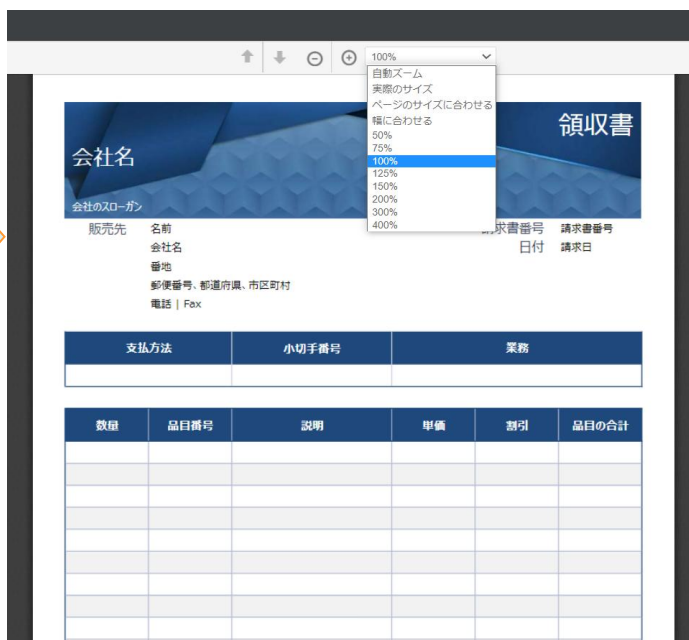 100%
自動ズーム
実際のサイズ
ページのサイズに合わせる
幅に合わせる
50%
75%
100%
125%
150%
200%
300%
400%
領収書
会社名
会社のスローガン
販売先 名前 求書番号 請求書番号
会社名 日付 請求日
番地
郵便番号、都道府県、市区町村
電話 | Fax
支払方法 小切手番号 業務
数量 品目番号 説明 単価 割引 品目の合計